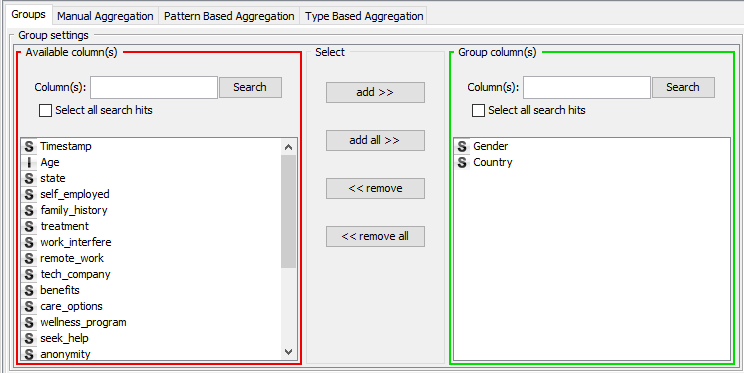 Groups Manual Aggregation Pattern Based Aggregation Type Based Aggregation
Group settings
Available column(s)
Column(s): Search
Select all search hits
S Timestamp
I Age
S state
S self_employed
S family_history
S treatment
S work_interfere
S remote_work
S tech_company
S benefits
S care_options
S wellness_program
S seek_help
S anonymity
Select
add >>
add all >>
<< remove
<< remove all
Group column(s)
Column(s): Search
Select all search hits
S Gender
S Country